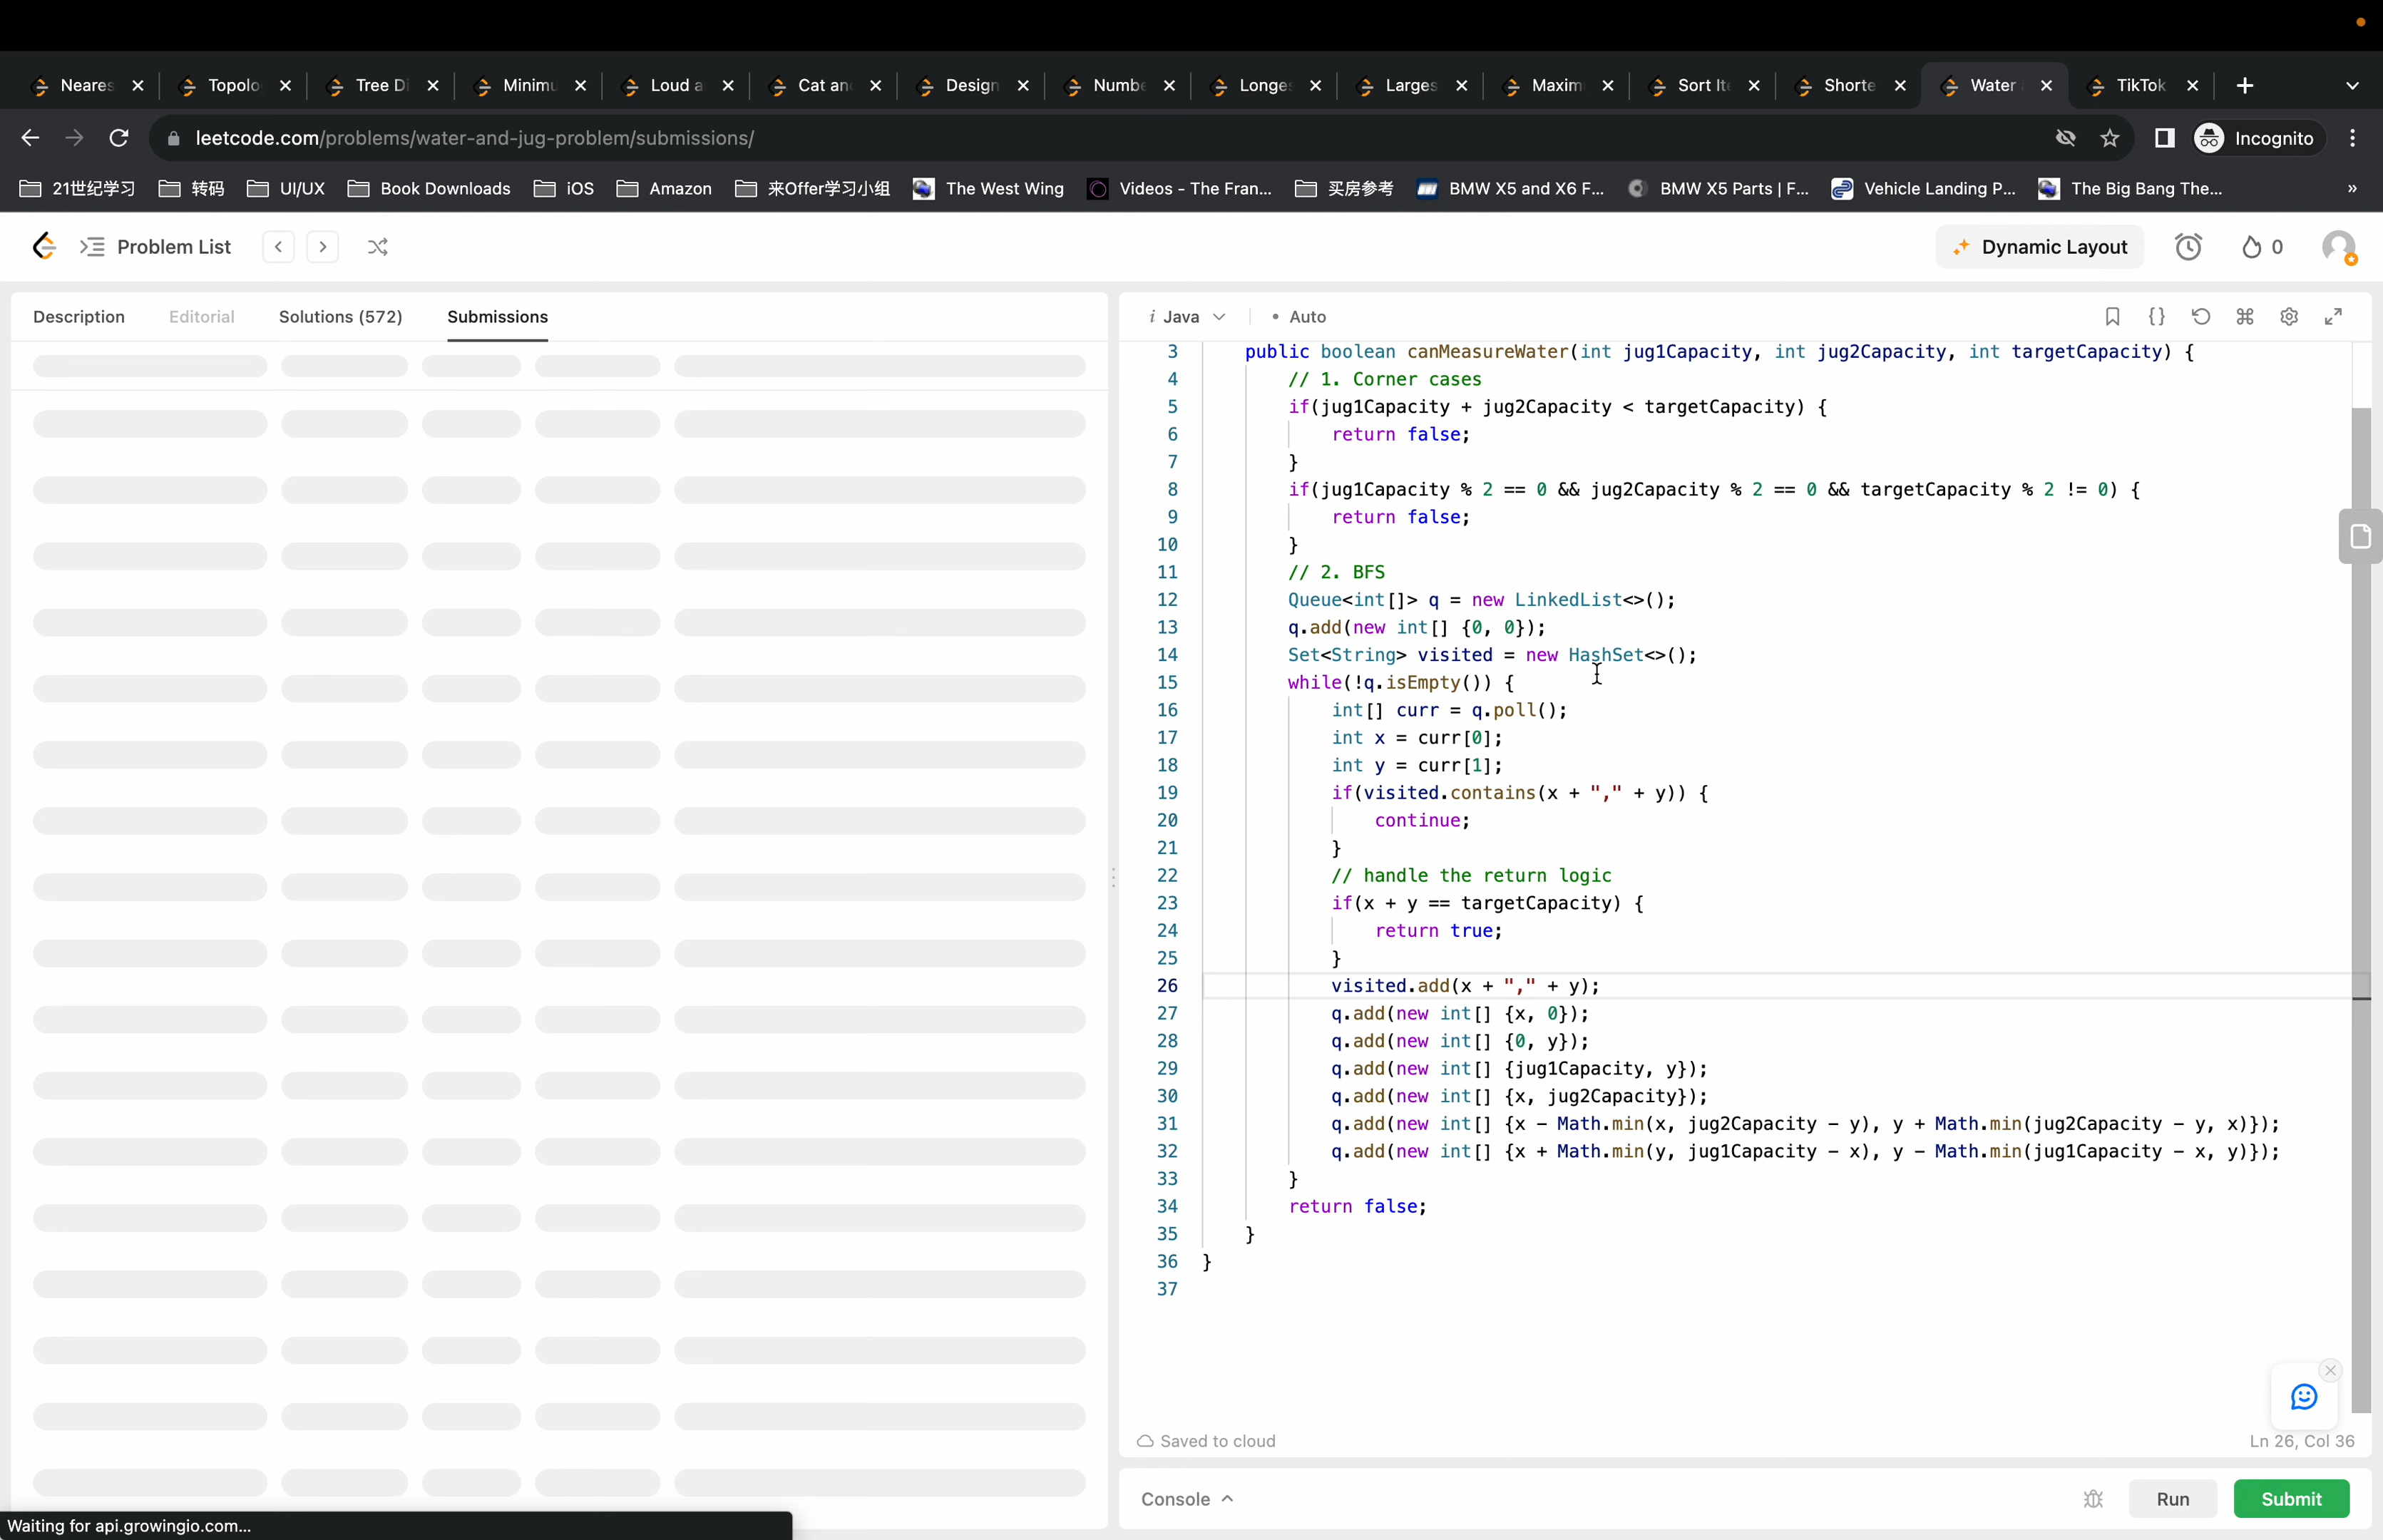 Neares
Topolo
Tree Di
Minimu
Loud a
Cat and
Design
Numbe
Longes
Larges
Maxim
Sort Ite
Shorte
Water
TikTok
leetcode.com/problems/water-and-jug-problem/submissions/
Incognito
21世纪学习
转码
UI/UX
Book Downloads
iOS
Amazon
来Offer学习小组
The West Wing
Videos - The Fran...
买房参考
BMW X5 and X6 F...
BMW X5 Parts | F...
Vehicle Landing P...
The Big Bang The...
»
Problem List
Dynamic Layout
0
Description
Editorial
Solutions (572)
Submissions
i Java
• Auto
3 public boolean canMeasureWater(int jug1Capacity, int jug2Capacity, int targetCapacity) {
4 // 1. Corner cases
5 if(jug1Capacity + jug2Capacity < targetCapacity) {
6 return false;
7 }
8 if(jug1Capacity % 2 == 0 && jug2Capacity % 2 == 0 && targetCapacity % 2 != 0) {
9 return false;
10 }
11 // 2. BFS
12 Queue<int[]> q = new LinkedList<>();
13 q.add(new int[] {0, 0});
14 Set<String> visited = new HashSet<>();
15 while(!q.isEmpty()) {
16 int[] curr = q.poll();
17 int x = curr[0];
18 int y = curr[1];
19 if(visited.contains(x + "," + y)) {
20 continue;
21 }
22 // handle the return logic
23 if(x + y == targetCapacity) {
24 return true;
25 }
26 visited.add(x + "," + y);
27 q.add(new int[] {x, 0});
28 q.add(new int[] {0, y});
29 q.add(new int[] {jug1Capacity, y});
30 q.add(new int[] {x, jug2Capacity});
31 q.add(new int[] {x - Math.min(x, jug2Capacity - y), y + Math.min(jug2Capacity - y, x)});
32 q.add(new int[] {x + Math.min(y, jug1Capacity - x), y - Math.min(jug1Capacity - x, y)});
33 }
34 return false;
35 }
36 }
37
Saved to cloud
Ln 26, Col 36
Console
Run
Submit
Waiting for api.growingio.com...